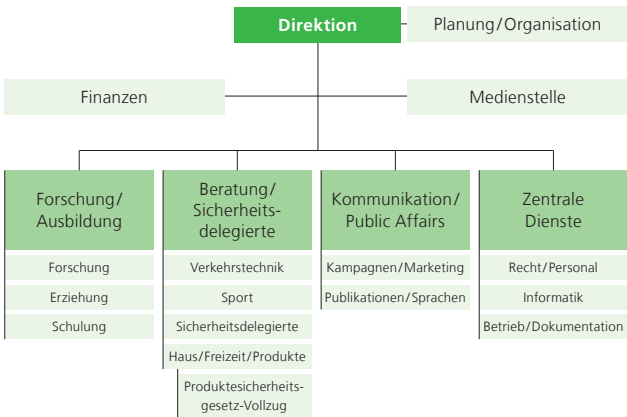 Direktion
Planung/Organisation
Finanzen
Medienstelle
Forschung/
Ausbildung
Forschung
Erziehung
Schulung
Beratung/
Sicherheits-
delegierte
Verkehrstechnik
Sport
Sicherheitsdelegierte
Haus/Freizeit/Produkte
Produktesicherheits-
gesetz-Vollzug
Kommunikation/
Public Affairs
Kampagnen/Marketing
Publikationen/Sprachen
Zentrale
Dienste
Recht/Personal
Informatik
Betrieb/Dokumentation